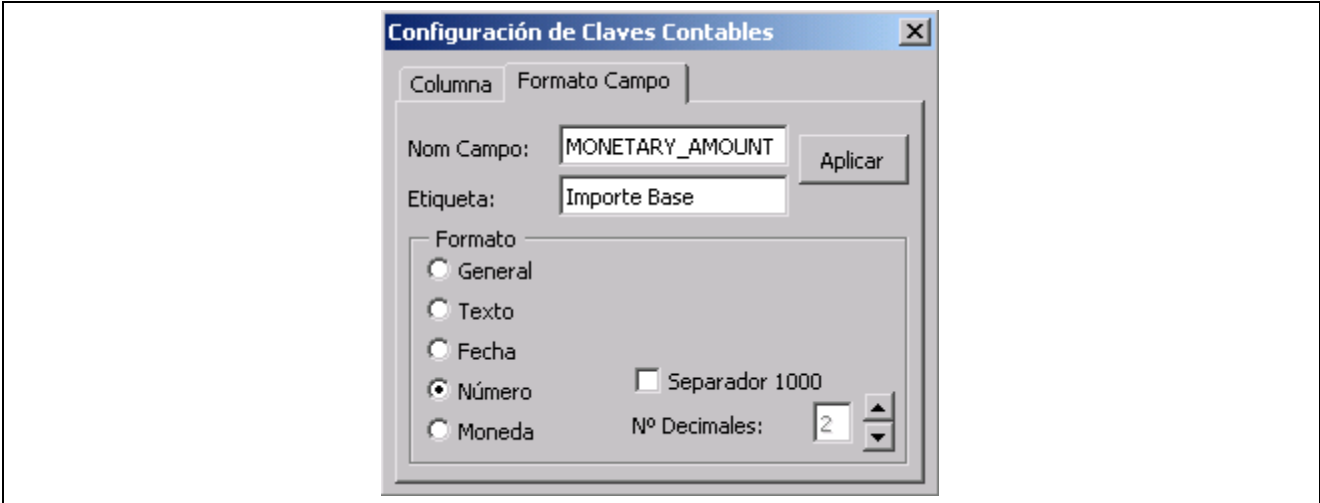 Configuración de Claves Contables
Columna Formato Campo
Nom Campo: MONETARY_AMOUNT Aplicar
Etiqueta: Importe Base
Formato
General
Texto
Fecha
Número Separador 1000
Moneda Nº Decimales: 2